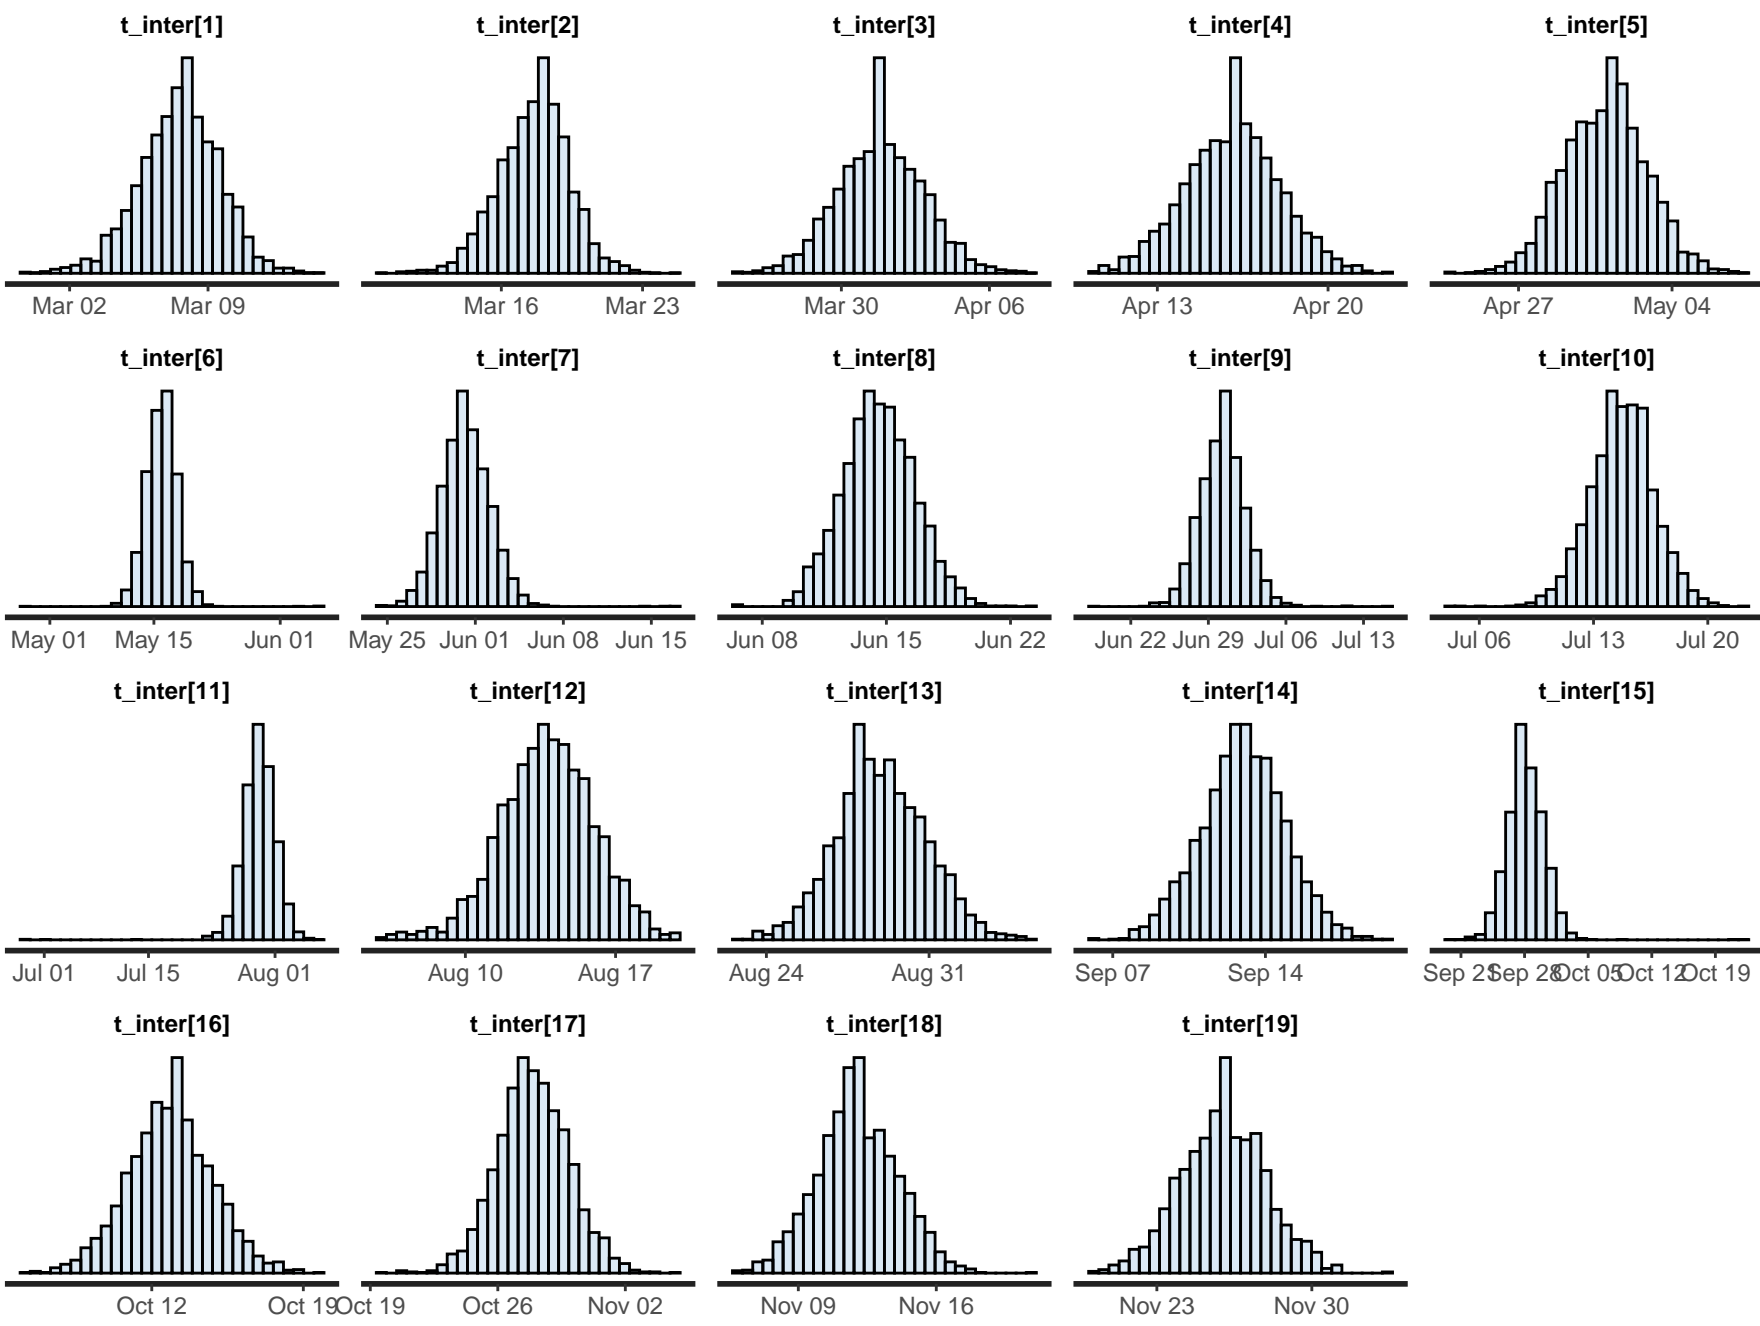 t_inter[1] t_inter[2] t_inter[3] t_inter[4] t_inter[5]
Mar 02 Mar 09 Mar 16 Mar 23 Mar 30 Apr 06 Apr 13 Apr 20 Apr 27 May 04
t_inter[6] t_inter[7] t_inter[8] t_inter[9] t_inter[10]
May 01 May 15 Jun 01 May 25 Jun 01 Jun 08 Jun 15 Jun 08 Jun 15 Jun 22 Jun 22 Jun 29 Jul 06 Jul 13 Jul 06 Jul 13 Jul 20
t_inter[11] t_inter[12] t_inter[13] t_inter[14] t_inter[15]
Jul 01 Jul 15 Aug 01 Aug 10 Aug 17 Aug 24 Aug 31 Sep 07 Sep 14 Sep 21 Sep 28 Oct 05 Oct 12 Oct 19
t_inter[16] t_inter[17] t_inter[18] t_inter[19]
Oct 12 Oct 19 Oct 19 Oct 26 Nov 02 Nov 09 Nov 16 Nov 23 Nov 30